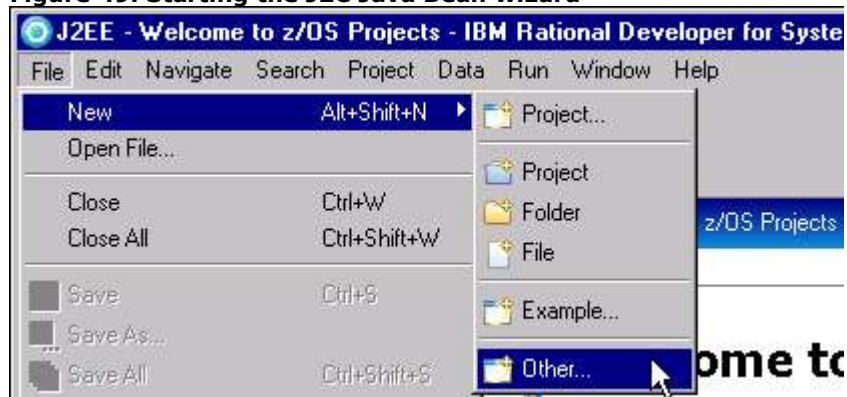 Figure 49. Starting the J2C Java Bean wizard
J2EE - Welcome to z/OS Projects - IBM Rational Developer for Syste
File Edit Navigate Search Project Data Run Window Help
New Alt+Shift+N
Open File...
Close Ctrl+W
Close All Ctrl+Shift+W
Save Ctrl+S
Save As...
Save All Ctrl+Shift+S
Project...
Project
Folder
File
Example...
Other...
z/OS Projects
ome to